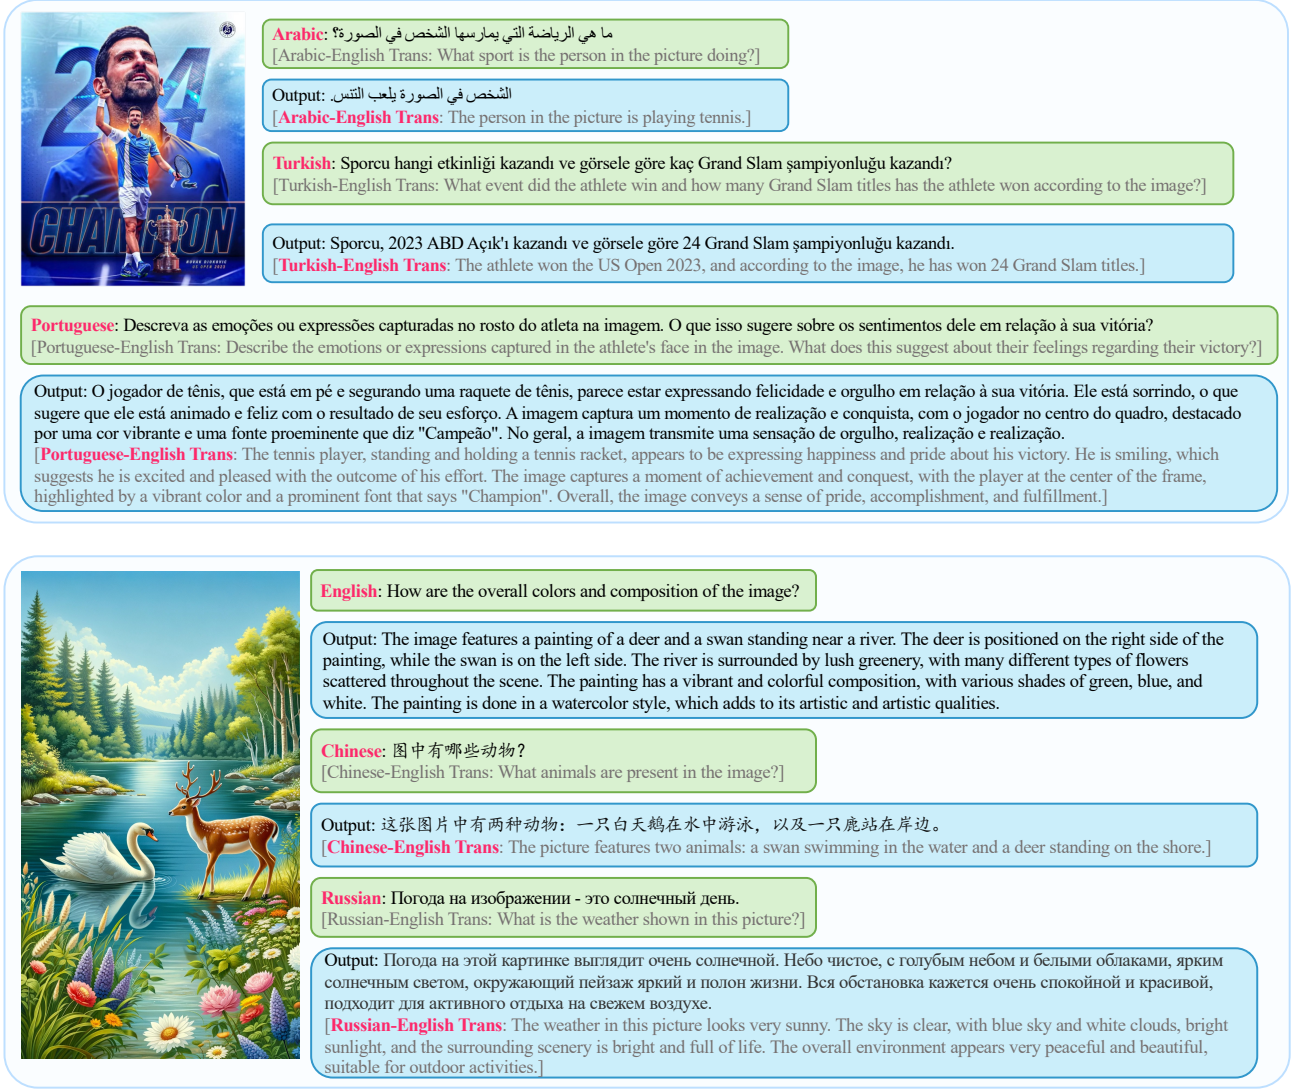 24
CHAMPION
NOVAK DJOKOVIC
US OPEN 2023
Arabic: ما هي الرياضة التي يمارسها الشخص في الصورة؟
[Arabic-English Trans: What sport is the person in the picture doing?]
Output: الشخص في الصورة يلعب التنس.
[Arabic-English Trans: The person in the picture is playing tennis.]
Turkish: Sporcu hangi etkinliği kazandı ve görsele göre kaç Grand Slam şampiyonluğu kazandı?
[Turkish-English Trans: What event did the athlete win and how many Grand Slam titles has the athlete won according to the image?]
Output: Sporcu, 2023 ABD Açık'ı kazandı ve görsele göre 24 Grand Slam şampiyonluğu kazandı.
[Turkish-English Trans: The athlete won the US Open 2023, and according to the image, he has won 24 Grand Slam titles.]
Portuguese: Descreva as emoções ou expressões capturadas no rosto do atleta na imagem. O que isso sugere sobre os sentimentos dele em relação à sua vitória?
[Portuguese-English Trans: Describe the emotions or expressions captured in the athlete's face in the image. What does this suggest about their feelings regarding their victory?]
Output: O jogador de tênis, que está em pé e segurando uma raquete de tênis, parece estar expressando felicidade e orgulho em relação à sua vitória. Ele está sorrindo, o que
sugere que ele está animado e feliz com o resultado de seu esforço. A imagem captura um momento de realização e conquista, com o jogador no centro do quadro, destacado
por uma cor vibrante e uma fonte proeminente que diz "Campeão". No geral, a imagem transmite uma sensação de orgulho, realização e realização.
[Portuguese-English Trans: The tennis player, standing and holding a tennis racket, appears to be expressing happiness and pride about his victory. He is smiling, which
suggests he is excited and pleased with the outcome of his effort. The image captures a moment of achievement and conquest, with the player at the center of the frame,
highlighted by a vibrant color and a prominent font that says "Champion". Overall, the image conveys a sense of pride, accomplishment, and fulfillment.]
English: How are the overall colors and composition of the image?
Output: The image features a painting of a deer and a swan standing near a river. The deer is positioned on the right side of the
painting, while the swan is on the left side. The river is surrounded by lush greenery, with many different types of flowers
scattered throughout the scene. The painting has a vibrant and colorful composition, with various shades of green, blue, and
white. The painting is done in a watercolor style, which adds to its artistic and artistic qualities.
Chinese: 图中有哪些动物？
[Chinese-English Trans: What animals are present in the image?]
Output: 这张图片中有两种动物：一只白天鹅在水中游泳，以及一只鹿站在岸边。
[Chinese-English Trans: The picture features two animals: a swan swimming in the water and a deer standing on the shore.]
Russian: Погода на изображении - это солнечный день.
[Russian-English Trans: What is the weather shown in this picture?]
Output: Погода на этой картинке выглядит очень солнечной. Небо чистое, с голубым небом и белыми облаками, ярким
солнечным светом, окружающий пейзаж яркий и полон жизни. Вся обстановка кажется очень спокойной и красивой,
подходит для активного отдыха на свежем воздухе.
[Russian-English Trans: The weather in this picture looks very sunny. The sky is clear, with blue sky and white clouds, bright
sunlight, and the surrounding scenery is bright and full of life. The overall environment appears very peaceful and beautiful,
suitable for outdoor activities.]